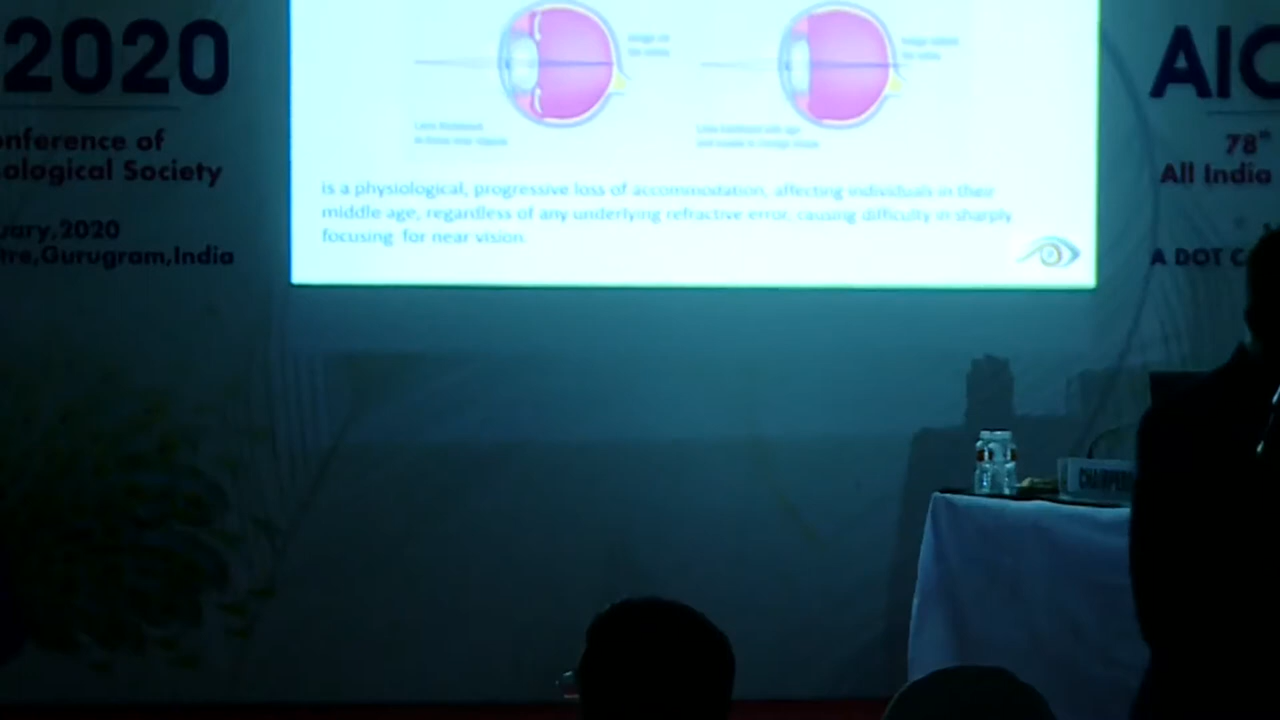 2020
onference of
ological Society
uary,2020
tre,Gurugram,India
is a physiological, progressive loss of accommodation, affecting individuals in their
middle age, regardless of any underlying refractive error, causing difficulty in sharply
focusing for near vision.
AIO
78th
All India
A DOT C
CHAIRPERS